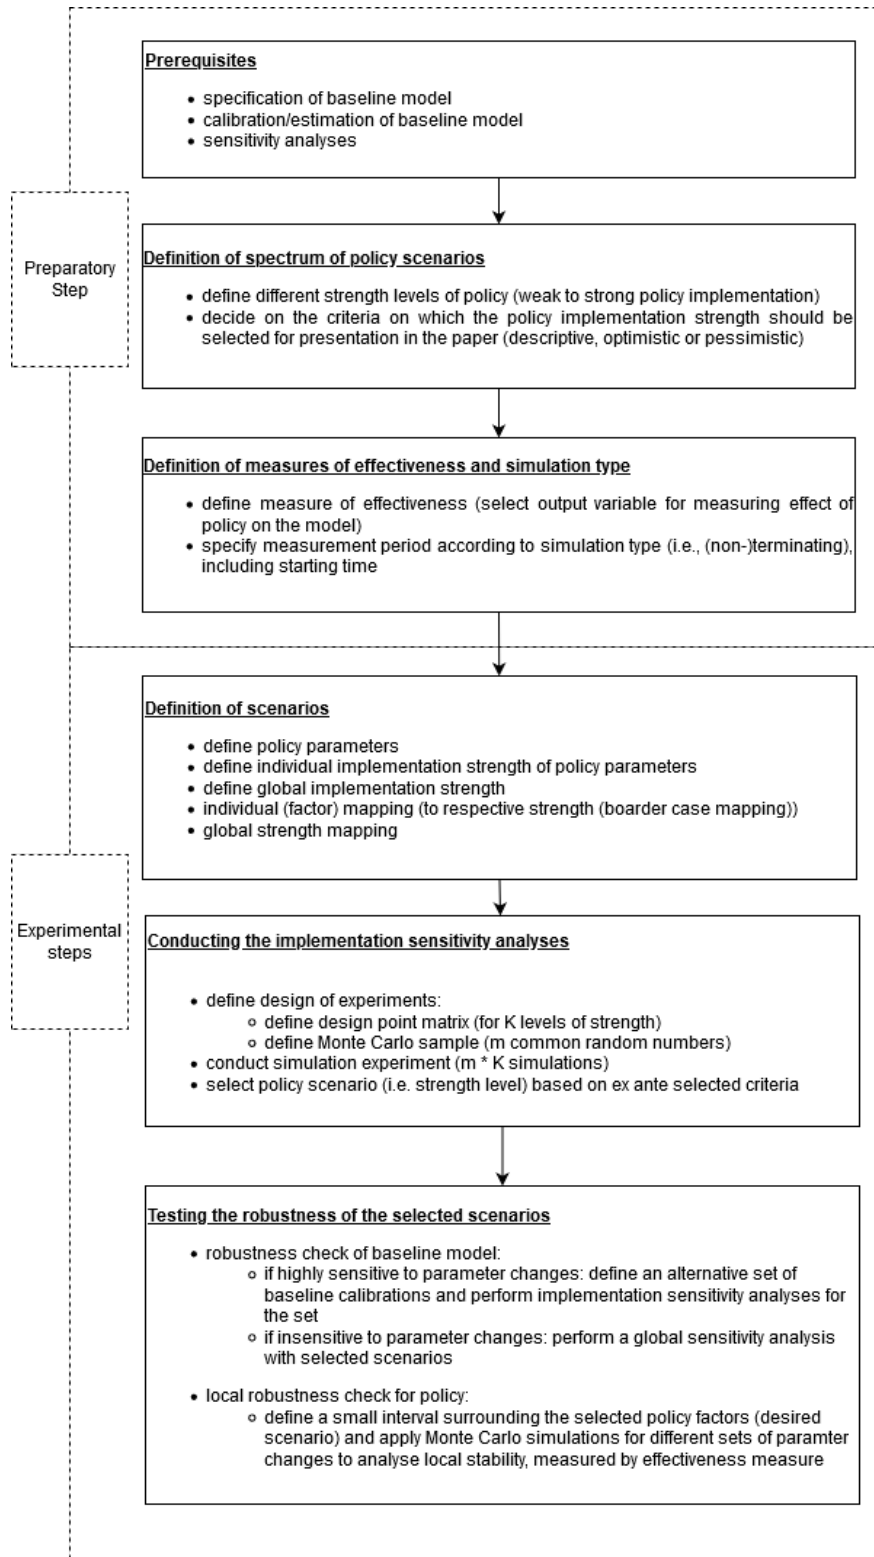 Prerequisites
• specification of baseline model
• calibration/estimation of baseline model
• sensitivity analyses
Preparatory
Step
Definition of spectrum of policy scenarios
• define different strength levels of policy (weak to strong policy implementation)
• decide on the criteria on which the policy implementation strength should be
selected for presentation in the paper (descriptive, optimistic or pessimistic)
Definition of measures of effectiveness and simulation type
• define measure of effectiveness (select output variable for measuring effect of
policy on the model)
• specify measurement period according to simulation type (i.e., (non-)terminating),
including starting time
Definition of scenarios
• define policy parameters
• define individual implementation strength of policy parameters
• define global implementation strength
• individual (factor) mapping (to respective strength (boarder case mapping))
• global strength mapping
Experimental
steps
Conducting the implementation sensitivity analyses
• define design of experiments:
○ define design point matrix (for K levels of strength)
○ define Monte Carlo sample (m common random numbers)
• conduct simulation experiment (m * K simulations)
• select policy scenario (i.e. strength level) based on ex ante selected criteria
Testing the robustness of the selected scenarios
• robustness check of baseline model:
○ if highly sensitive to parameter changes: define an alternative set of
baseline calibrations and perform implementation sensitivity analyses for
the set
○ if insensitive to parameter changes: perform a global sensitivity analysis
with selected scenarios
• local robustness check for policy:
○ define a small interval surrounding the selected policy factors (desired
scenario) and apply Monte Carlo simulations for different sets of paramter
changes to analyse local stability, measured by effectiveness measure